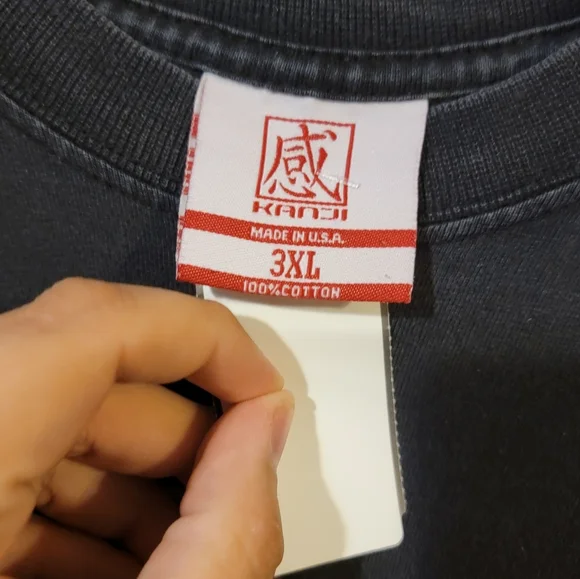 感
KANJI
MADE IN U.S.A.
3XL
100%COTTON